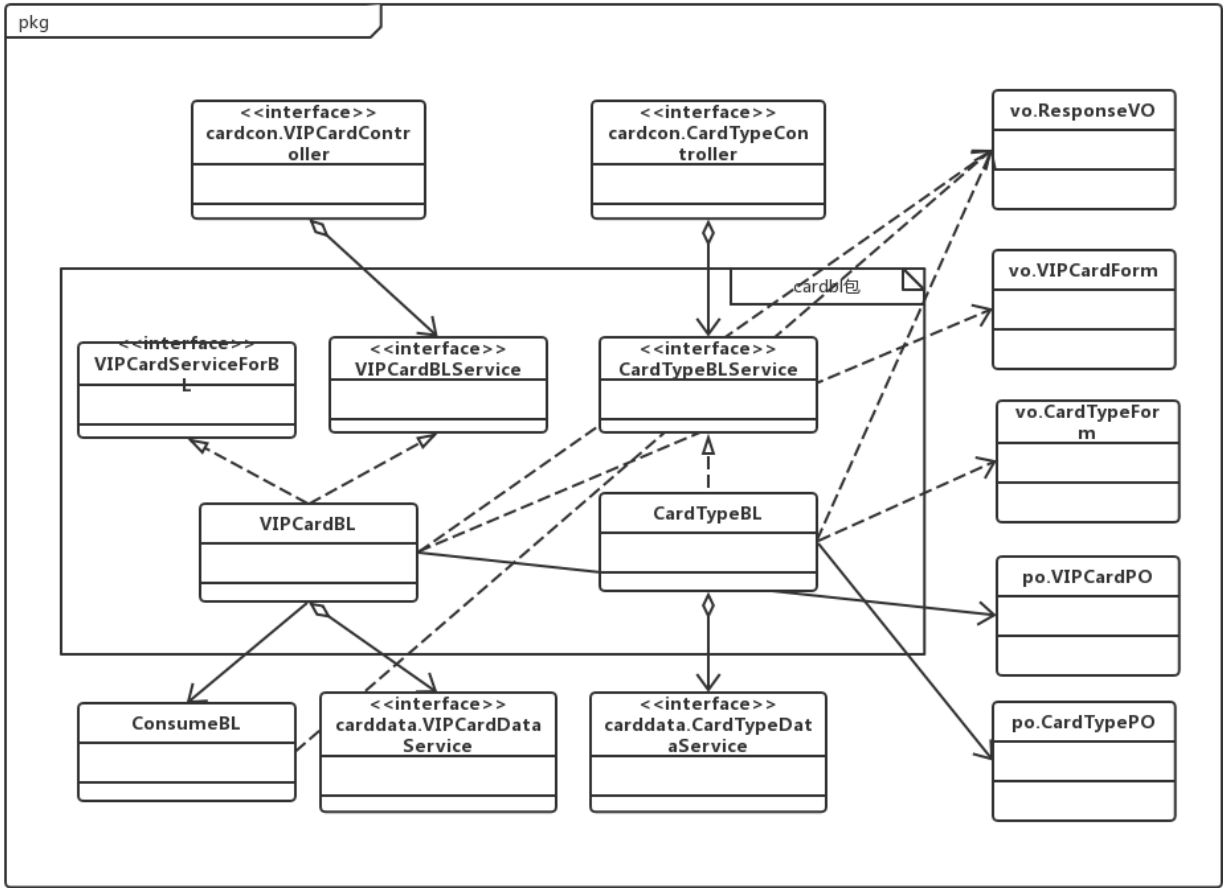 pkg
<<interface>>
cardcon.VIPCardContr
oller
<<interface>>
cardcon.CardTypeCon
troller
vo.ResponseVO
vo.VIPCardForm
cardbl包
<<interface>>
VIPCardServiceForB
L
<<interface>>
VIPCardBLService
<<interface>>
CardTypeBLService
vo.CardTypeFor
m
VIPCardBL
CardTypeBL
po.VIPCardPO
ConsumeBL
<<interface>>
carddata.VIPCardData
Service
<<interface>>
carddata.CardTypeDat
aService
po.CardTypePO